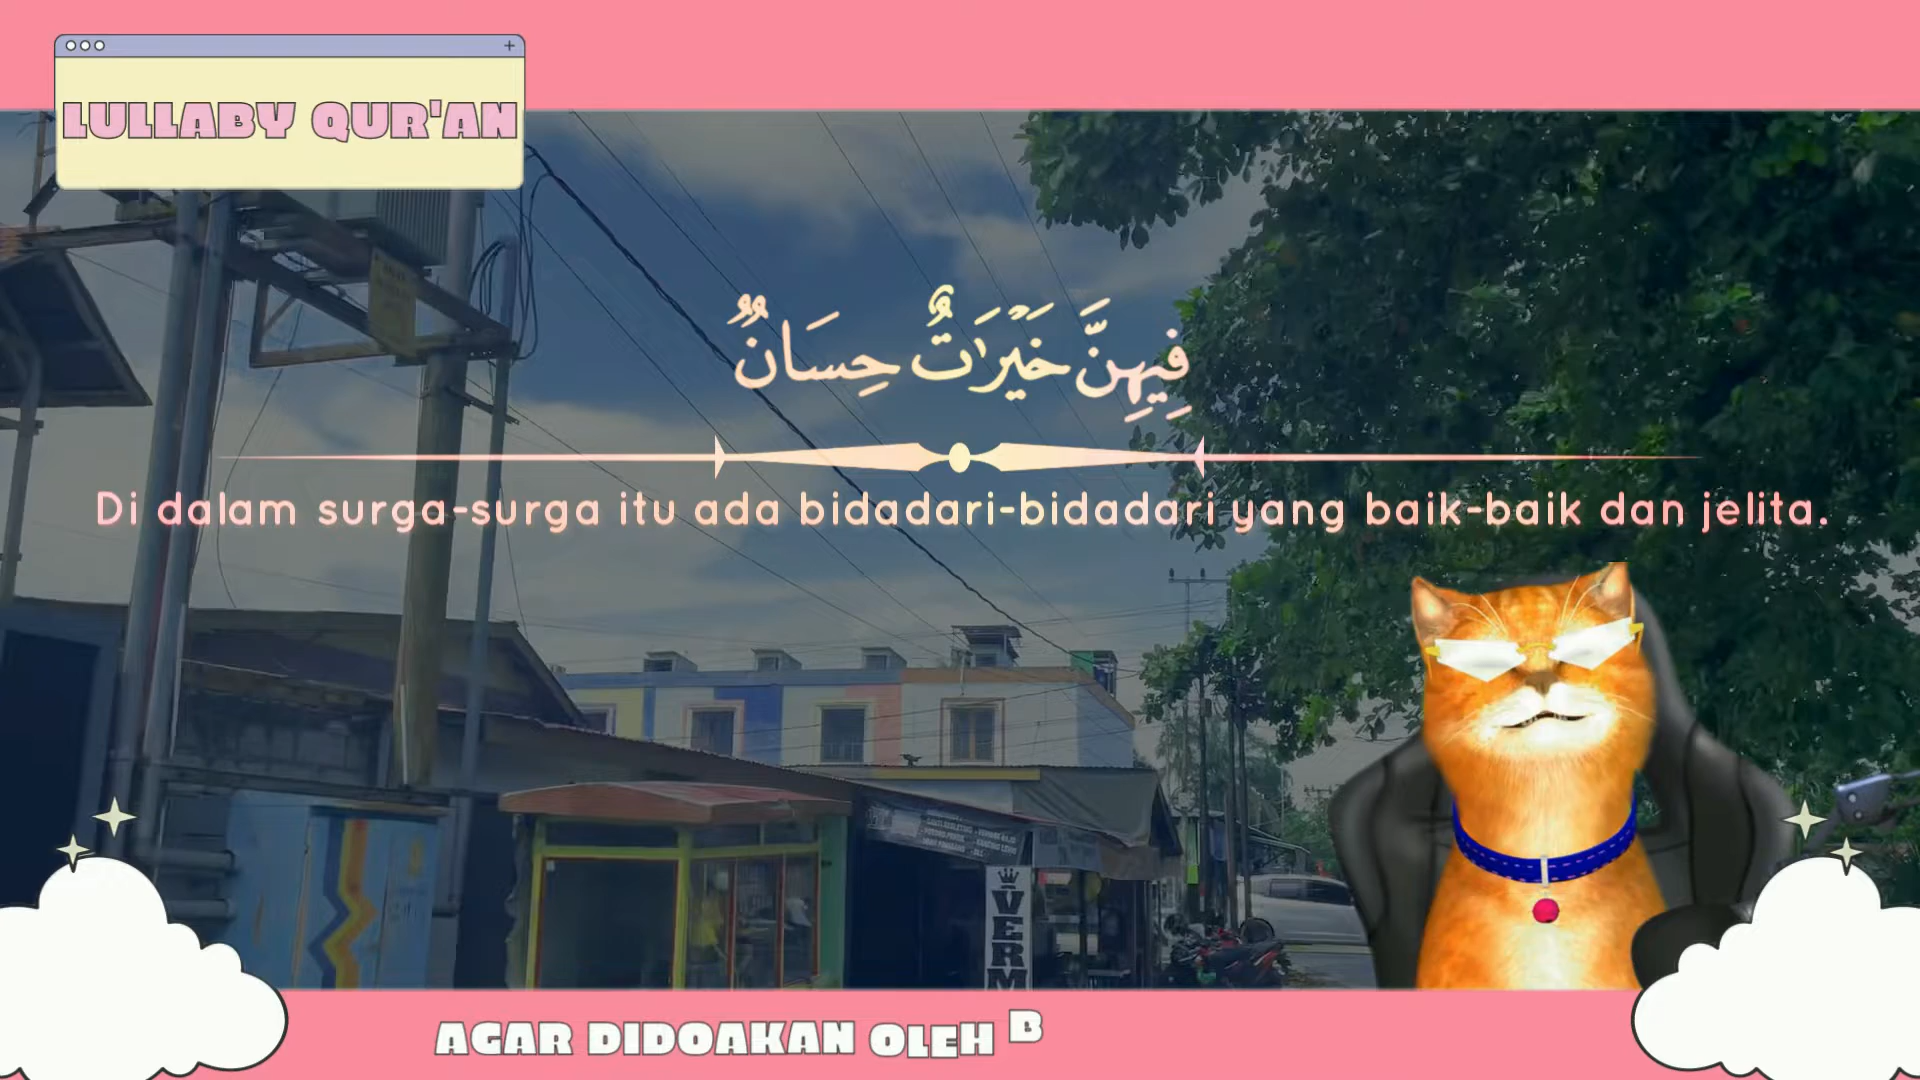 LULLABY QUR'AN
فِيهِنَّ خَيْرَٰتٌ حِسَانٌ
Di dalam surga-surga itu ada bidadari-bidadari yang baik-baik dan jelita.
VERM
AGAR DIDOAKAN OLEH B